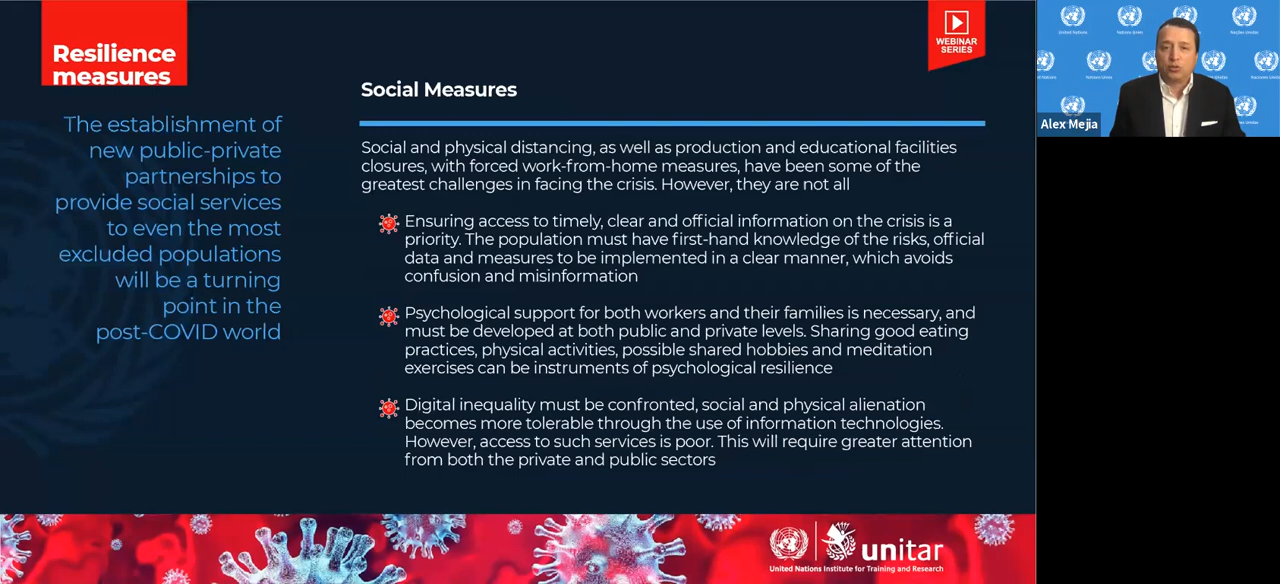 Resilience
measures
The establishment of
new public-private
partnerships to
provide social services
to even the most
excluded populations
will be a turning
point in the
post-COVID world
WEBINAR
SERIES
Social Measures
Social and physical distancing, as well as production and educational facilities
closures, with forced work-from-home measures, have been some of the
greatest challenges in facing the crisis. However, they are not all
Ensuring access to timely, clear and official information on the crisis is a
priority. The population must have first-hand knowledge of the risks, official
data and measures to be implemented in a clear manner, which avoids
confusion and misinformation
Psychological support for both workers and their families is necessary, and
must be developed at both public and private levels. Sharing good eating
practices, physical activities, possible shared hobbies and meditation
exercises can be instruments of psychological resilience
Digital inequality must be confronted, social and physical alienation
becomes more tolerable through the use of information technologies.
However, access to such services is poor. This will require greater attention
from both the private and public sectors
unitar
United Nations Institute for Training and Research
United Nations
Nations Unies
Naciones Unidas
Alex Mejia